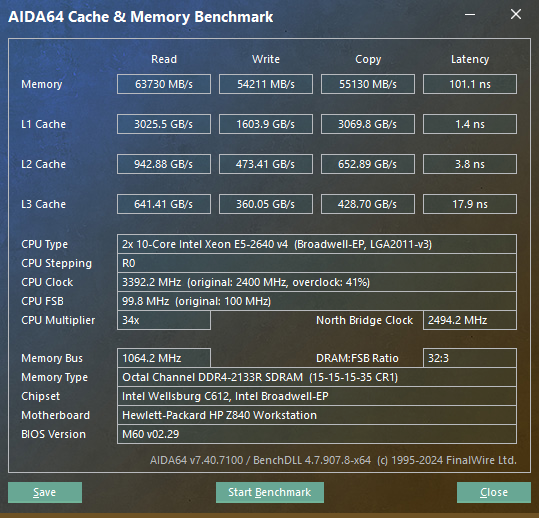 AIDA64 Cache & Memory Benchmark
Read Write Copy Latency
Memory 63730 MB/s 54211 MB/s 55130 MB/s 101.1 ns
L1 Cache 3025.5 GB/s 1603.9 GB/s 3069.8 GB/s 1.4 ns
L2 Cache 942.88 GB/s 473.41 GB/s 652.89 GB/s 3.8 ns
L3 Cache 641.41 GB/s 360.05 GB/s 428.70 GB/s 17.9 ns
CPU Type 2x 10-Core Intel Xeon E5-2640 v4 (Broadwell-EP, LGA2011-v3)
CPU Stepping R0
CPU Clock 3392.2 MHz (original: 2400 MHz, overclock: 41%)
CPU FSB 99.8 MHz (original: 100 MHz)
CPU Multiplier 34x North Bridge Clock 2494.2 MHz
Memory Bus 1064.2 MHz DRAM:FSB Ratio 32:3
Memory Type Octal Channel DDR4-2133R SDRAM (15-15-15-35 CR1)
Chipset Intel Wellsburg C612, Intel Broadwell-EP
Motherboard Hewlett-Packard HP Z840 Workstation
BIOS Version M60 v02.29
AIDA64 v7.40.7100 / BenchDLL 4.7.907.8-x64 (c) 1995-2024 FinalWire Ltd.
Save Start Benchmark Close